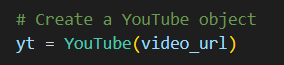 # Create a YouTube object
yt = YouTube(video_url)